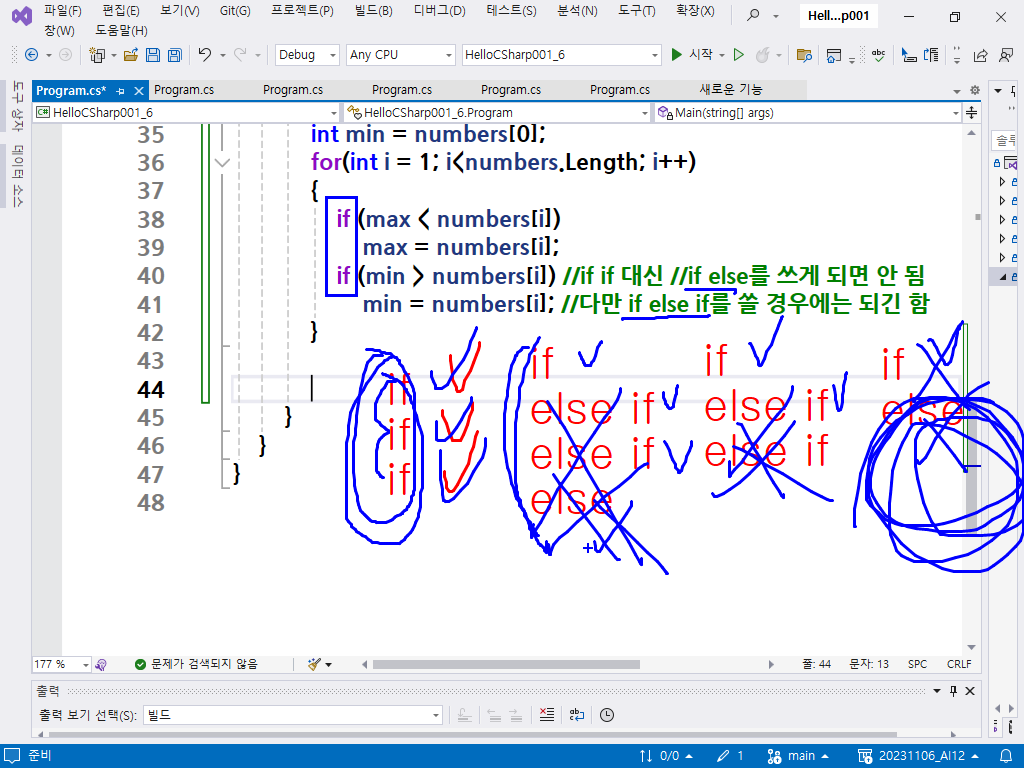 파일(F) 편집(E) 보기(V) Git(G) 프로젝트(P) 빌드(B) 디버그(D) 테스트(S) 분석(N) 도구(T) 확장(X)
창(W) 도움말(H)
Hell...p001
Debug Any CPU HelloCSharp001_6 시작
Program.cs* Program.cs Program.cs Program.cs Program.cs Program.cs 새로운 기능
HelloCSharp001_6 HelloCSharp001_6.Program Main(string[] args)
도구 상자
데이터 소스
솔루
35 int min = numbers[0];
36 for(int i = 1; i<numbers.Length; i++)
37 {
38 if (max < numbers[i])
39 max = numbers[i];
40 if (min > numbers[i]) //if if 대신 //if else를 쓰게 되면 안 됨
41 min = numbers[i]; //다만 if else if를 쓸 경우에는 되긴 함
42 }
43
44
45 }
46 }
47 }
48
if
if
if
if
else if
else if
else
if
else if
else if
if
else
177 % 문제가 검색되지 않음 줄: 44 문자: 13 SPC CRLF
출력
출력 보기 선택(S): 빌드
준비 0/0 1 main 20231106_AI12